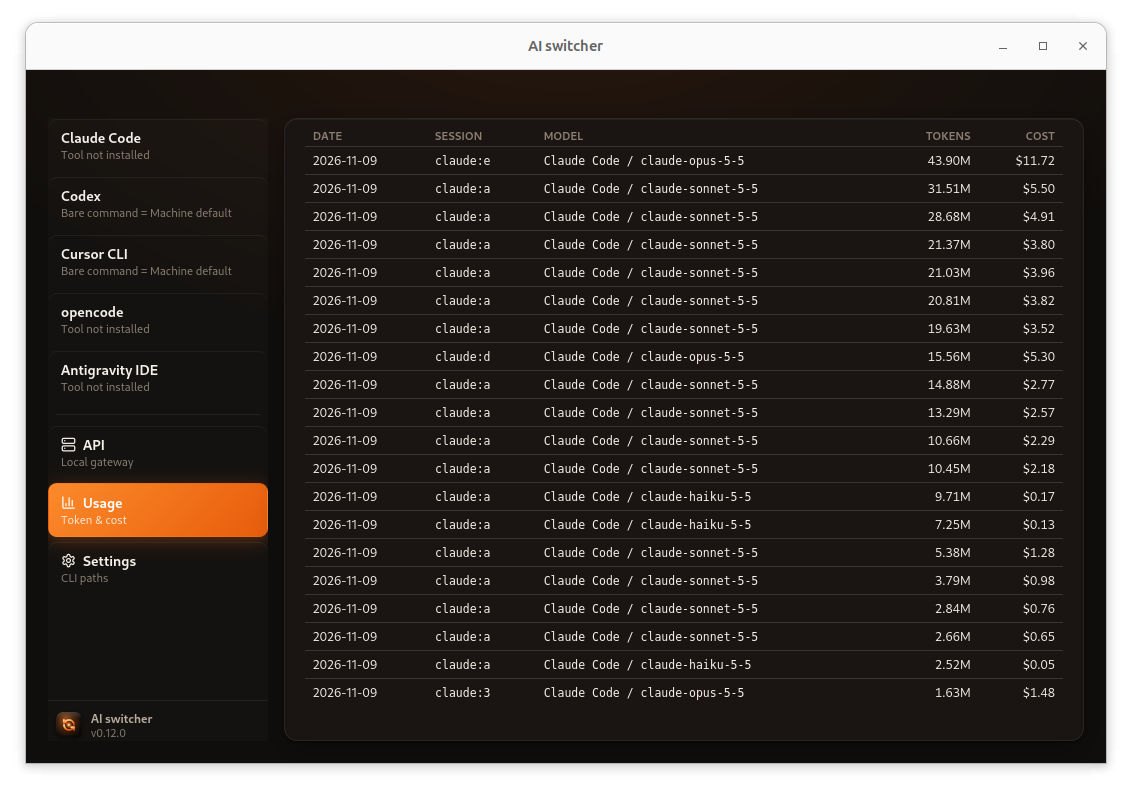 AI switcher
Claude Code
Tool not installed
Codex
Bare command = Machine default
Cursor CLI
Bare command = Machine default
opencode
Tool not installed
Antigravity IDE
Tool not installed
API
Local gateway
Usage
Token & cost
Settings
CLI paths
AI switcher
v0.12.0
DATE SESSION MODEL TOKENS COST
2026-11-09 claude:e Claude Code / claude-opus-5-5 43.90M $11.72
2026-11-09 claude:a Claude Code / claude-sonnet-5-5 31.51M $5.50
2026-11-09 claude:a Claude Code / claude-sonnet-5-5 28.68M $4.91
2026-11-09 claude:a Claude Code / claude-sonnet-5-5 21.37M $3.80
2026-11-09 claude:a Claude Code / claude-sonnet-5-5 21.03M $3.96
2026-11-09 claude:a Claude Code / claude-sonnet-5-5 20.81M $3.82
2026-11-09 claude:a Claude Code / claude-sonnet-5-5 19.63M $3.52
2026-11-09 claude:d Claude Code / claude-opus-5-5 15.56M $5.30
2026-11-09 claude:a Claude Code / claude-sonnet-5-5 14.88M $2.77
2026-11-09 claude:a Claude Code / claude-sonnet-5-5 13.29M $2.57
2026-11-09 claude:a Claude Code / claude-sonnet-5-5 10.66M $2.29
2026-11-09 claude:a Claude Code / claude-sonnet-5-5 10.45M $2.18
2026-11-09 claude:a Claude Code / claude-haiku-5-5 9.71M $0.17
2026-11-09 claude:a Claude Code / claude-haiku-5-5 7.25M $0.13
2026-11-09 claude:a Claude Code / claude-sonnet-5-5 5.38M $1.28
2026-11-09 claude:a Claude Code / claude-sonnet-5-5 3.79M $0.98
2026-11-09 claude:a Claude Code / claude-sonnet-5-5 2.84M $0.76
2026-11-09 claude:a Claude Code / claude-sonnet-5-5 2.66M $0.65
2026-11-09 claude:a Claude Code / claude-haiku-5-5 2.52M $0.05
2026-11-09 claude:3 Claude Code / claude-opus-5-5 1.63M $1.48